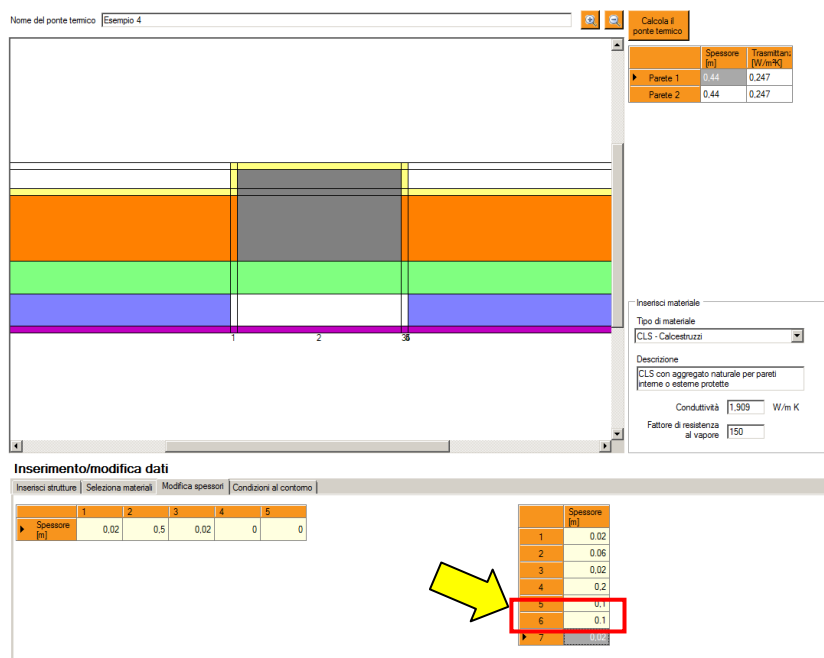 Nome del ponte termico Esempio 4
Calcola il
ponte termico
Spessore [m] Trasmittanz [W/m²K]
Parete 1 0,44 0,247
Parete 2 0,44 0,247
1 2
Inserisci materiale
Tipo di materiale
CLS - Calcestruzzi
Descrizione
CLS con aggregato naturale per pareti
interne o esterne protette
Conduttività 1,909 W/m K
Fattore di resistenza
al vapore 150
Inserimento/modifica dati
Inserisci strutture Seleziona materiali Modifica spessori Condizioni al contorno
1 2 3 4 5
Spessore [m] 0,02 0,5 0,02 0 0
Spessore
[m]
1 0.02
2 0.06
3 0,02
4 0,2
5 0,1
6 0.1
7 0,02